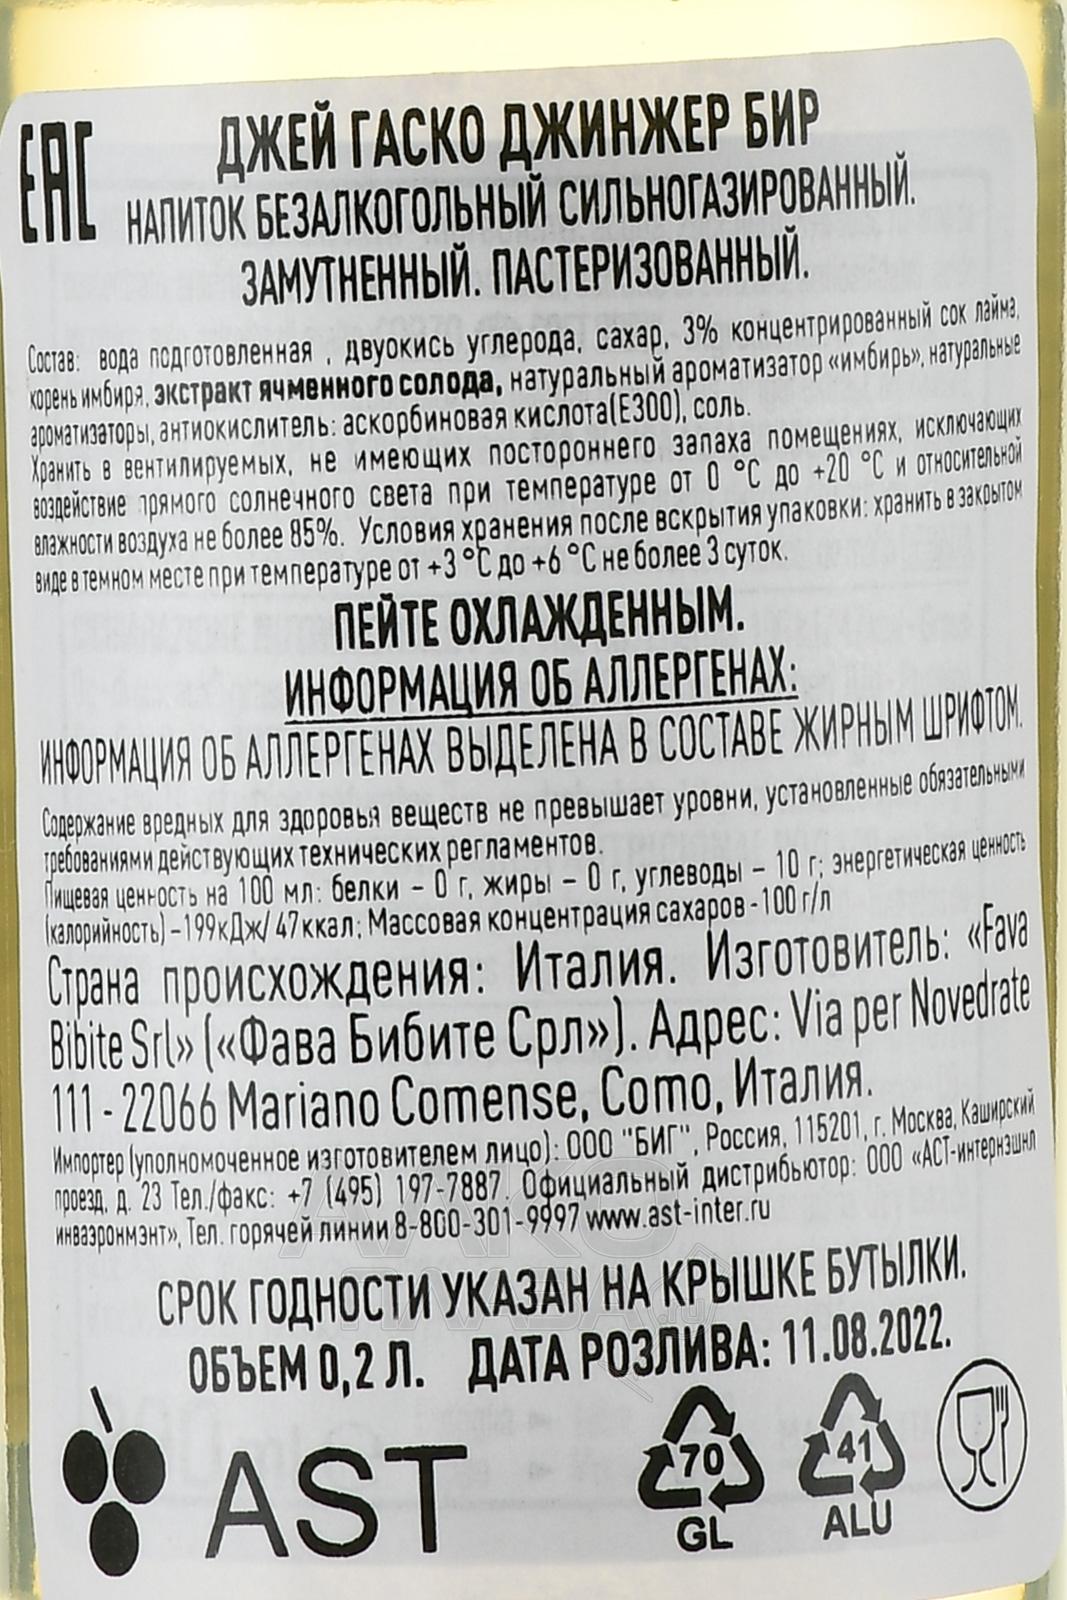 EAC
ДЖЕЙ ГАСКО ДЖИНЖЕР БИР
НАПИТОК БЕЗАЛКОГОЛЬНЫЙ СИЛЬНОГАЗИРОВАННЫЙ.
ЗАМУТНЕННЫЙ. ПАСТЕРИЗОВАННЫЙ.
Состав: вода подготовленная , двуокись углерода, сахар, 3% концентрированный сок лайма,
корень имбиря, экстракт ячменного солода, натуральный ароматизатор «имбирь», натуральные
ароматизаторы, антиокислитель: аскорбиновая кислота(Е300), соль.
Хранить в вентилируемых, не имеющих постороннего запаха помещениях, исключающих
воздействие прямого солнечного света при температуре от 0 °С до +20 °С и относительной
влажности воздуха не более 85%. Условия хранения после вскрытия упаковки: хранить в закрытом
виде в темном месте при температуре от +3 °С до +6 °С не более 3 суток.
ПЕЙТЕ ОХЛАЖДЕННЫМ.
ИНФОРМАЦИЯ ОБ АЛЛЕРГЕНАХ:
ИНФОРМАЦИЯ ОБ АЛЛЕРГЕНАХ ВЫДЕЛЕНА В СОСТАВЕ ЖИРНЫМ ШРИФТОМ.
Содержание вредных для здоровья веществ не превышает уровни, установленные обязательными
требованиями действующих технических регламентов.
Пищевая ценность на 100 мл: белки – 0 г, жиры – 0 г, углеводы – 10 г; энергетическая ценность
(калорийность) –199кДж/ 47ккал; Массовая концентрация сахаров -100 г/л
Страна происхождения: Италия. Изготовитель: «Fava
Bibite Srl» («Фава Бибите Срл»). Адрес: Via per Novedrate
111 - 22066 Mariano Comense, Como, Италия.
Импортер (уполномоченное изготовителем лицо): ООО "БИГ", Россия, 115201, г. Москва, Каширский
проезд, д. 23 Тел./факс: +7 (495) 197-7887. Официальный дистрибьютор: ООО «АСТ-интернэшнл
инваэронмэнт», Тел. горячей линии 8-800-301-9997 www.ast-inter.ru
СРОК ГОДНОСТИ УКАЗАН НА КРЫШКЕ БУТЫЛКИ.
ОБЪЕМ 0,2 Л. ДАТА РОЗЛИВА: 11.08.2022.
AST
70
GL
41
ALU